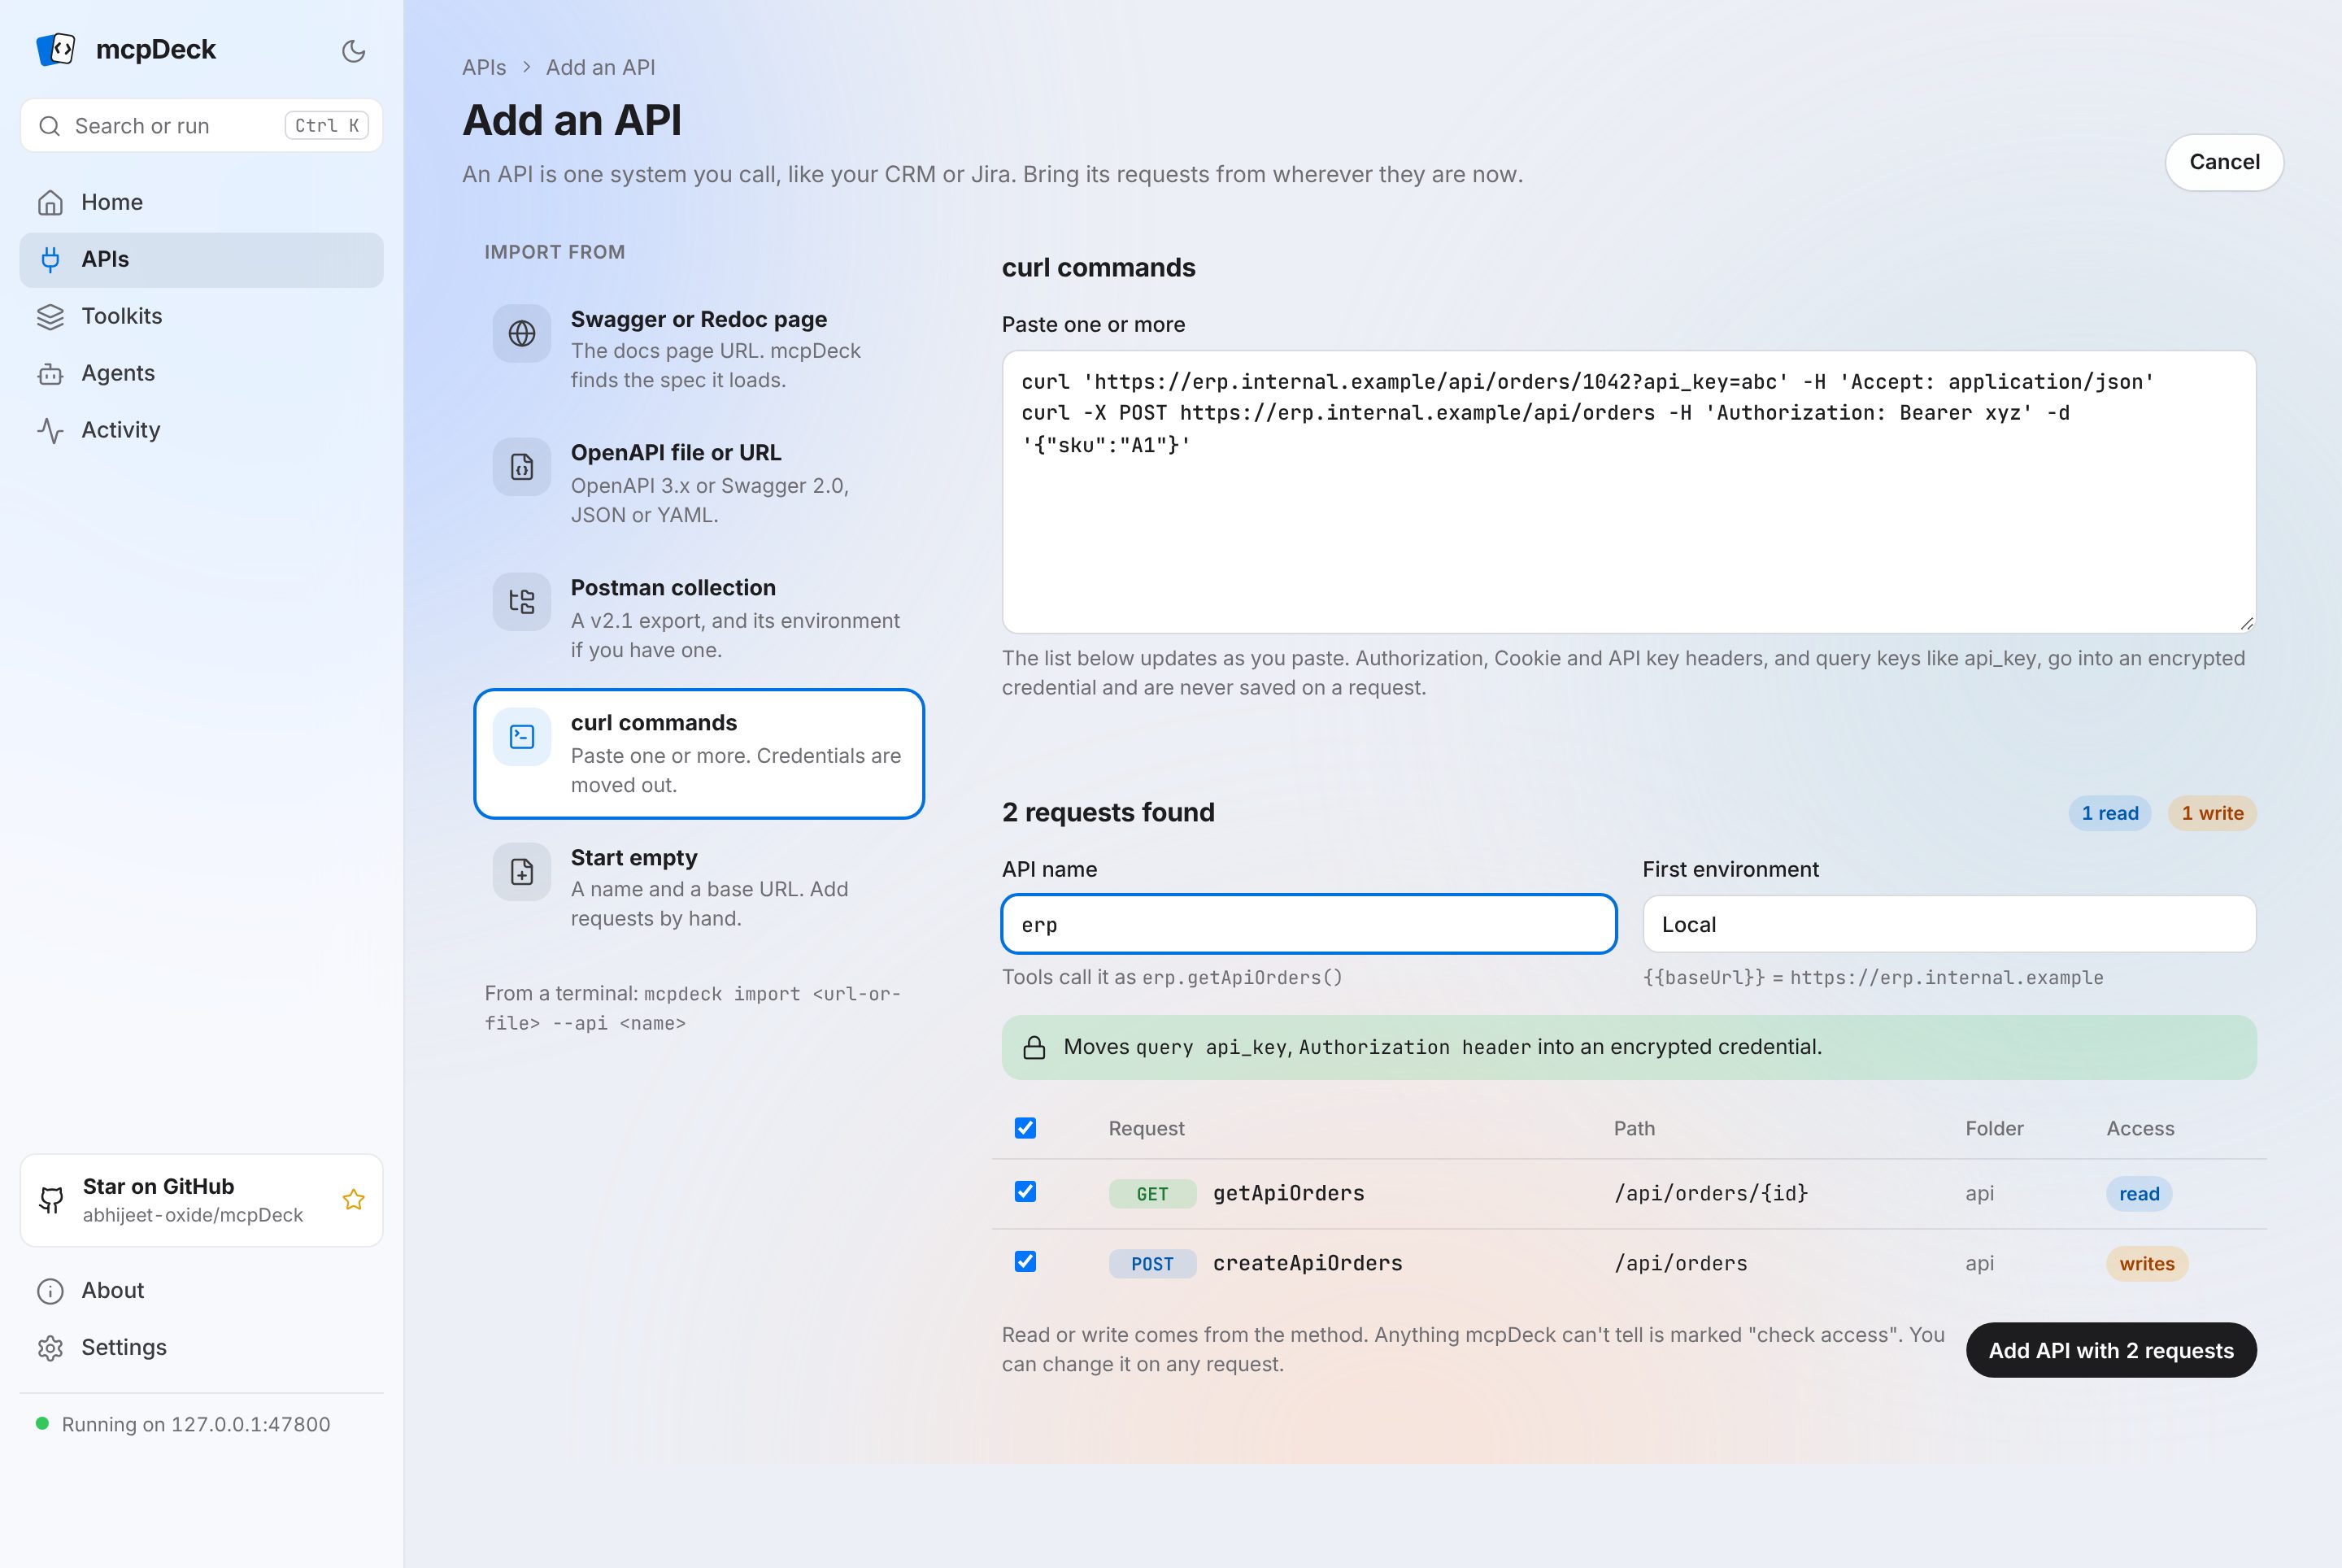 mcpDeck
Search or run
Ctrl K
Home
APIs
Toolkits
Agents
Activity
Star on GitHub
abhijeet-oxide/mcpDeck
About
Settings
Running on 127.0.0.1:47800
APIs > Add an API
Add an API
An API is one system you call, like your CRM or Jira. Bring its requests from wherever they are now.
Cancel
IMPORT FROM
Swagger or Redoc page
The docs page URL. mcpDeck
finds the spec it loads.
OpenAPI file or URL
OpenAPI 3.x or Swagger 2.0,
JSON or YAML.
Postman collection
A v2.1 export, and its environment
if you have one.
curl commands
Paste one or more. Credentials are
moved out.
Start empty
A name and a base URL. Add
requests by hand.
From a terminal: mcpdeck import <url-or-
file> --api <name>
curl commands
Paste one or more
curl 'https://erp.internal.example/api/orders/1042?api_key=abc' -H 'Accept: application/json'
curl -X POST https://erp.internal.example/api/orders -H 'Authorization: Bearer xyz' -d
'{"sku":"A1"}'
The list below updates as you paste. Authorization, Cookie and API key headers, and query keys like api_key, go into an encrypted
credential and are never saved on a request.
2 requests found
1 read
1 write
API name
First environment
erp
Local
Tools call it as erp.getApiOrders()
{{baseUrl}} = https://erp.internal.example
Moves query api_key, Authorization header into an encrypted credential.
Request Path Folder Access
GET getApiOrders /api/orders/{id} api read
POST createApiOrders /api/orders api writes
Read or write comes from the method. Anything mcpDeck can't tell is marked "check access". You
can change it on any request.
Add API with 2 requests